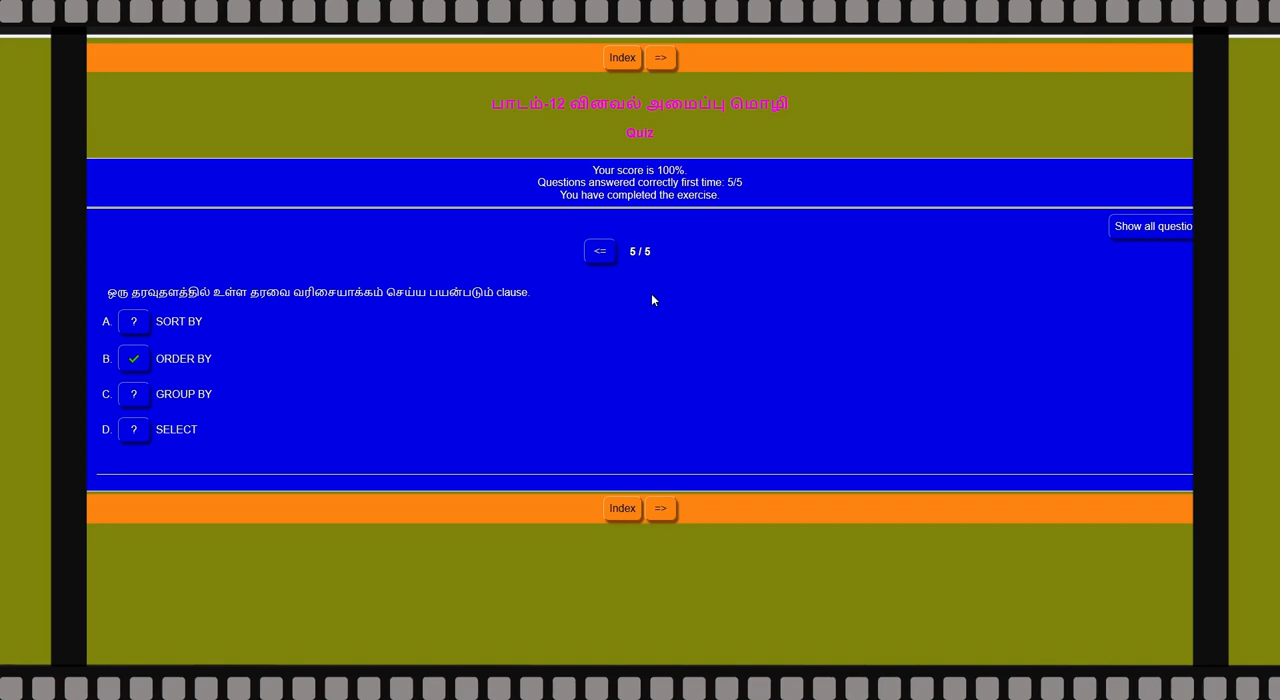 Index =>
பாடம்-12 வினவல் அமைப்பு மொழி
Quiz
Your score is 100%.
Questions answered correctly first time: 5/5
You have completed the exercise.
Show all questio
<= 5 / 5
ஒரு தரவுதளத்தில் உள்ள தரவை வரிசையாக்கம் செய்ய பயன்படும் clause.
A. ? SORT BY
B. ✓ ORDER BY
C. ? GROUP BY
D. ? SELECT
Index =>